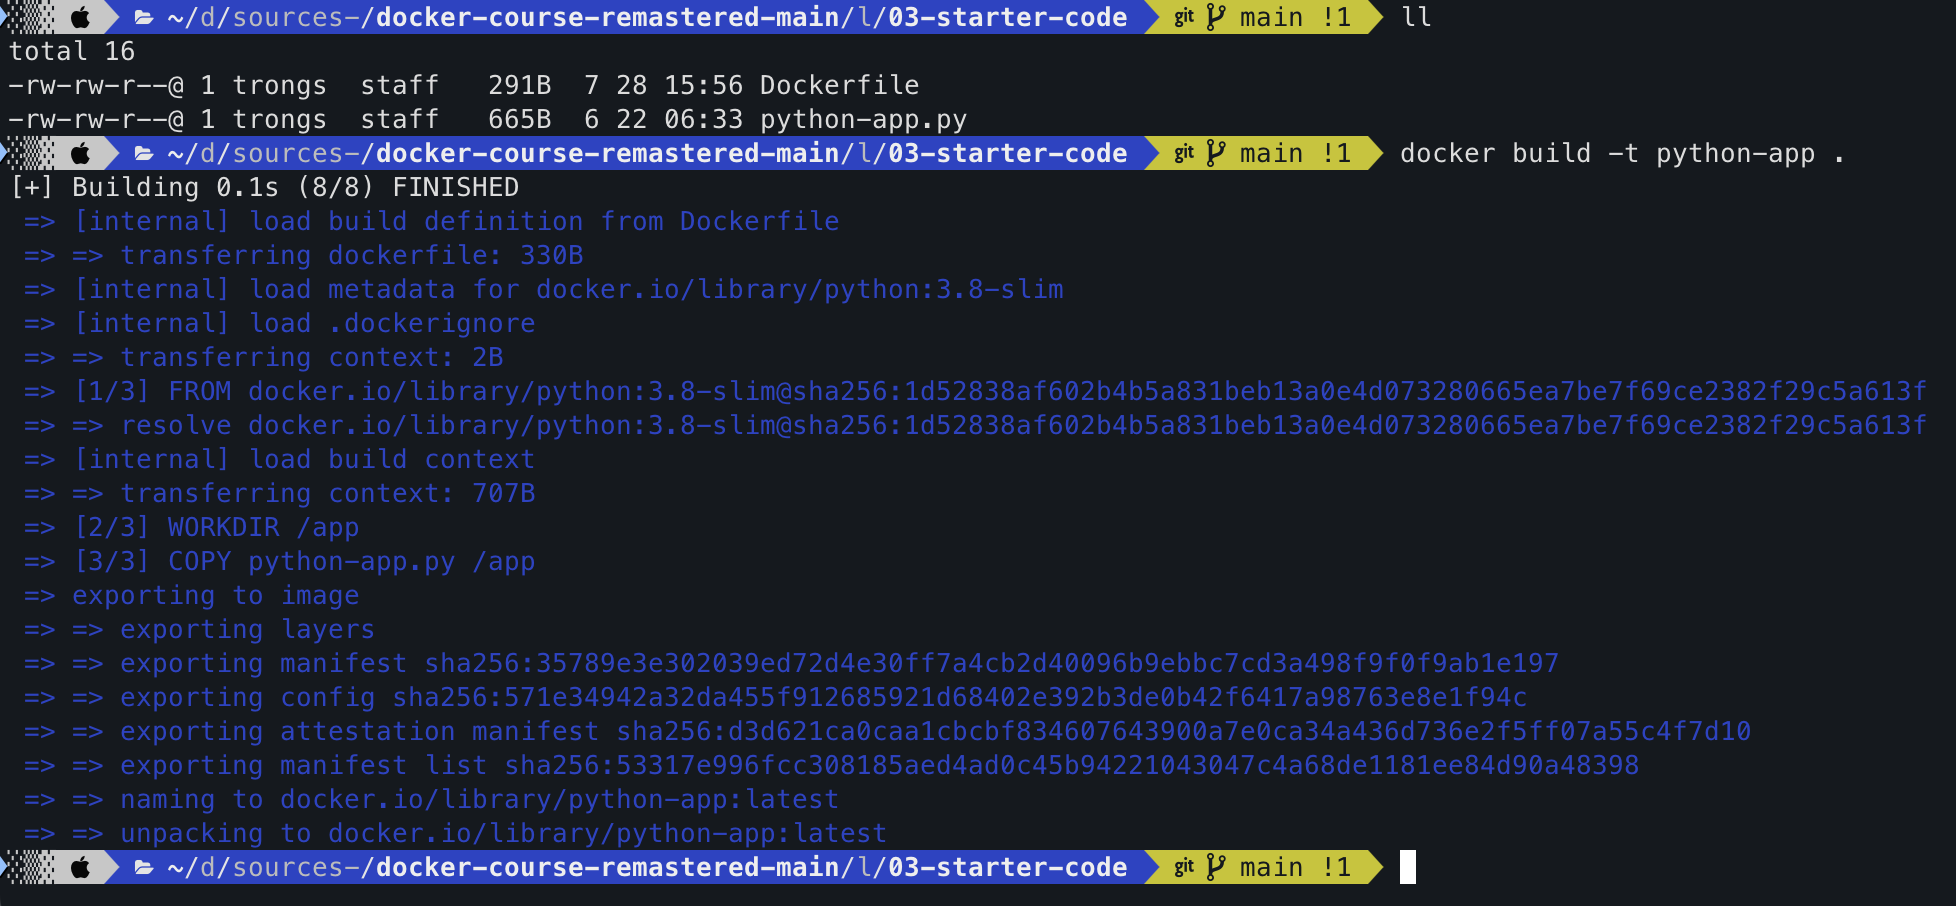 ~/d/sources-/docker-course-remastered-main/l/03-starter-code git main !1 ll
total 16
-rw-rw-r--@ 1 trongs  staff   291B  7 28 15:56 Dockerfile
-rw-rw-r--@ 1 trongs  staff   665B  6 22 06:33 python-app.py
~/d/sources-/docker-course-remastered-main/l/03-starter-code git main !1 docker build -t python-app .
[+] Building 0.1s (8/8) FINISHED
=> [internal] load build definition from Dockerfile
=> => transferring dockerfile: 330B
=> [internal] load metadata for docker.io/library/python:3.8-slim
=> [internal] load .dockerignore
=> => transferring context: 2B
=> [1/3] FROM docker.io/library/python:3.8-slim@sha256:1d52838af602b4b5a831beb13a0e4d073280665ea7be7f69ce2382f29c5a613f
=> => resolve docker.io/library/python:3.8-slim@sha256:1d52838af602b4b5a831beb13a0e4d073280665ea7be7f69ce2382f29c5a613f
=> [internal] load build context
=> => transferring context: 707B
=> [2/3] WORKDIR /app
=> [3/3] COPY python-app.py /app
=> exporting to image
=> => exporting layers
=> => exporting manifest sha256:35789e3e302039ed72d4e30ff7a4cb2d40096b9ebbc7cd3a498f9f0f9ab1e197
=> => exporting config sha256:571e34942a32da455f912685921d68402e392b3de0b42f6417a98763e8e1f94c
=> => exporting attestation manifest sha256:d3d621ca0caa1cbcbf834607643900a7e0ca34a436d736e2f5ff07a55c4f7d10
=> => exporting manifest list sha256:53317e996fcc308185aed4ad0c45b94221043047c4a68de1181ee84d90a48398
=> => naming to docker.io/library/python-app:latest
=> => unpacking to docker.io/library/python-app:latest
~/d/sources-/docker-course-remastered-main/l/03-starter-code git main !1